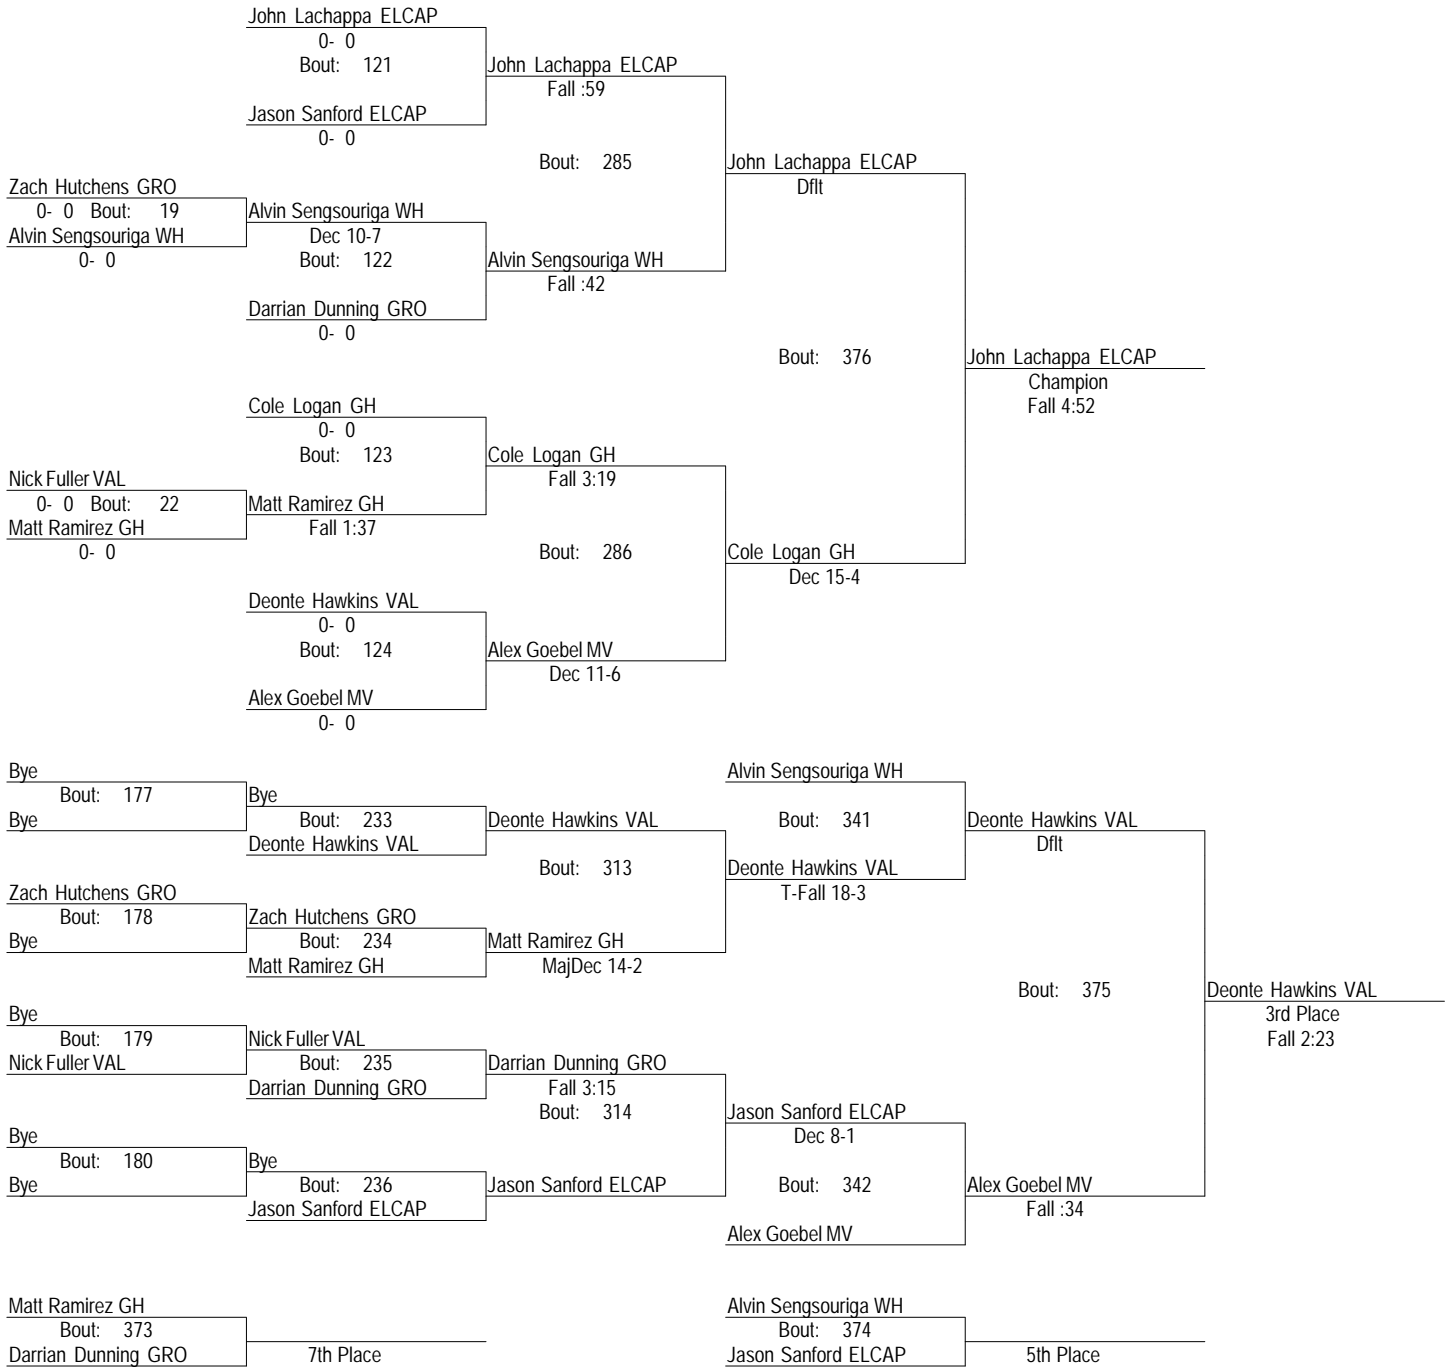 John Lachappa ELCAP
0- 0
Bout: 121
John Lachappa ELCAP
Fall :59
Jason Sanford ELCAP
0- 0
Bout: 285
John Lachappa ELCAP
Dflt
Zach Hutchens GRO
0- 0 Bout: 19
Alvin Sengsouriga WH
Alvin Sengsouriga WH
0- 0
Dec 10-7
Bout: 122
Alvin Sengsouriga WH
Fall :42
Darrian Dunning GRO
0- 0
Bout: 376
John Lachappa ELCAP
Champion
Fall 4:52
Cole Logan GH
0- 0
Bout: 123
Cole Logan GH
Fall 3:19
Nick Fuller VAL
0- 0 Bout: 22
Matt Ramirez GH
Matt Ramirez GH
0- 0
Fall 1:37
Bout: 286
Cole Logan GH
Dec 15-4
Deonte Hawkins VAL
0- 0
Bout: 124
Alex Goebel MV
Dec 11-6
Alex Goebel MV
0- 0
Bye
Bout: 177
Bye
Bye
Bout: 233
Deonte Hawkins VAL
Deonte Hawkins VAL
Alvin Sengsouriga WH
Bout: 341
Deonte Hawkins VAL
Dflt
Bout: 313
Deonte Hawkins VAL
T-Fall 18-3
Zach Hutchens GRO
Bout: 178
Bye
Zach Hutchens GRO
Bout: 234
Matt Ramirez GH
Matt Ramirez GH
MajDec 14-2
Bout: 375
Deonte Hawkins VAL
3rd Place
Fall 2:23
Bye
Bout: 179
Nick Fuller VAL
Nick Fuller VAL
Bout: 235
Darrian Dunning GRO
Darrian Dunning GRO
Fall 3:15
Bout: 314
Jason Sanford ELCAP
Dec 8-1
Bye
Bout: 180
Bye
Bye
Bout: 236
Jason Sanford ELCAP
Jason Sanford ELCAP
Bout: 342
Alex Goebel MV
Fall :34
Alex Goebel MV
Matt Ramirez GH
Bout: 373
Darrian Dunning GRO
7th Place
Alvin Sengsouriga WH
Bout: 374
Jason Sanford ELCAP
5th Place